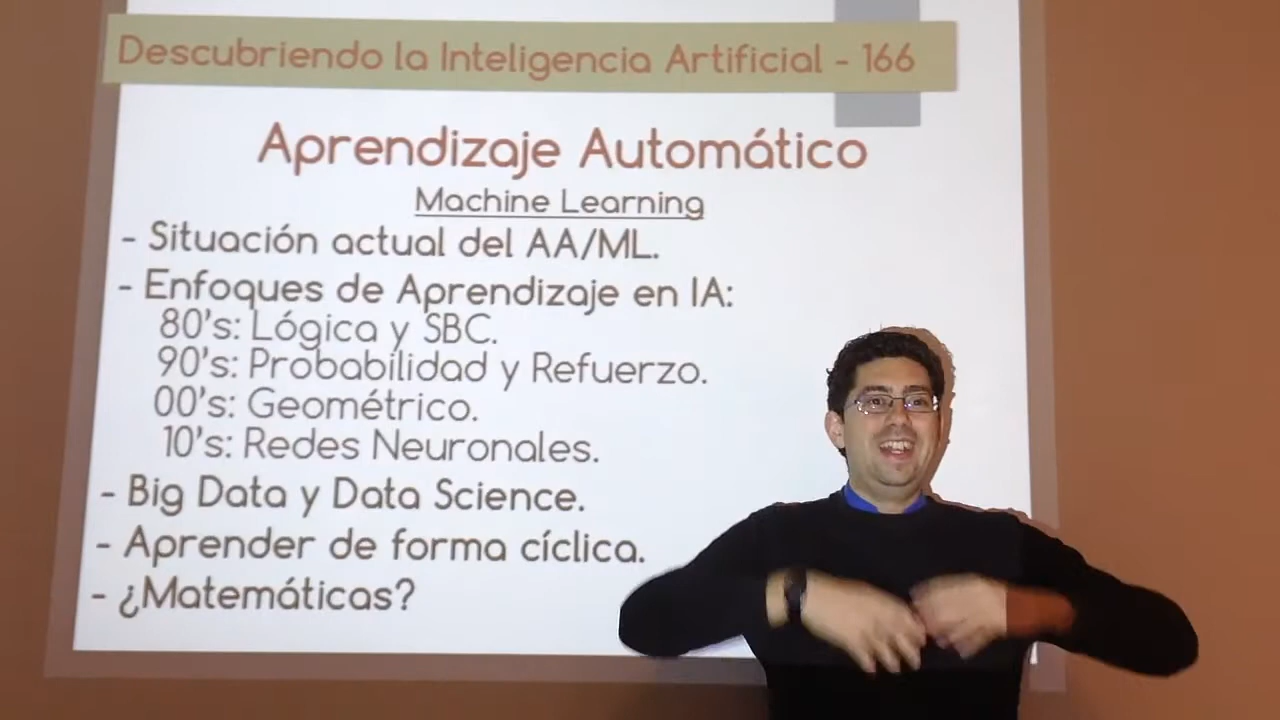 Descubriendo la Inteligencia Artificial - 166
Aprendizaje Automático
Machine Learning
- Situación actual del AA/ML.
- Enfoques de Aprendizaje en IA:
80's: Lógica y SBC.
90's: Probabilidad y Refuerzo.
00's: Geométrico.
10's: Redes Neuronales.
- Big Data y Data Science.
- Aprender de forma cíclica.
- ¿Matemáticas?